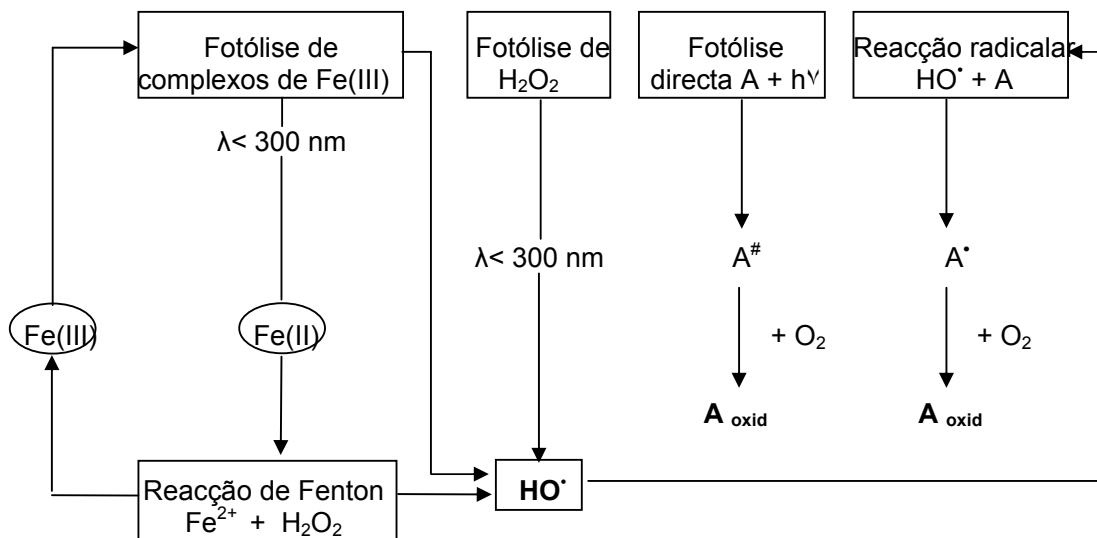 Fotólise de
complexos de Fe(III)
Fotólise de
H₂O₂
Fotólise
directa A + hᵞ
Reacção radicalar
HO• + A
λ< 300 nm
λ< 300 nm
A#
A•
Fe(III)
Fe(II)
+ O₂
+ O₂
A oxid
A oxid
Reacção de Fenton
Fe²⁺ + H₂O₂
HO•